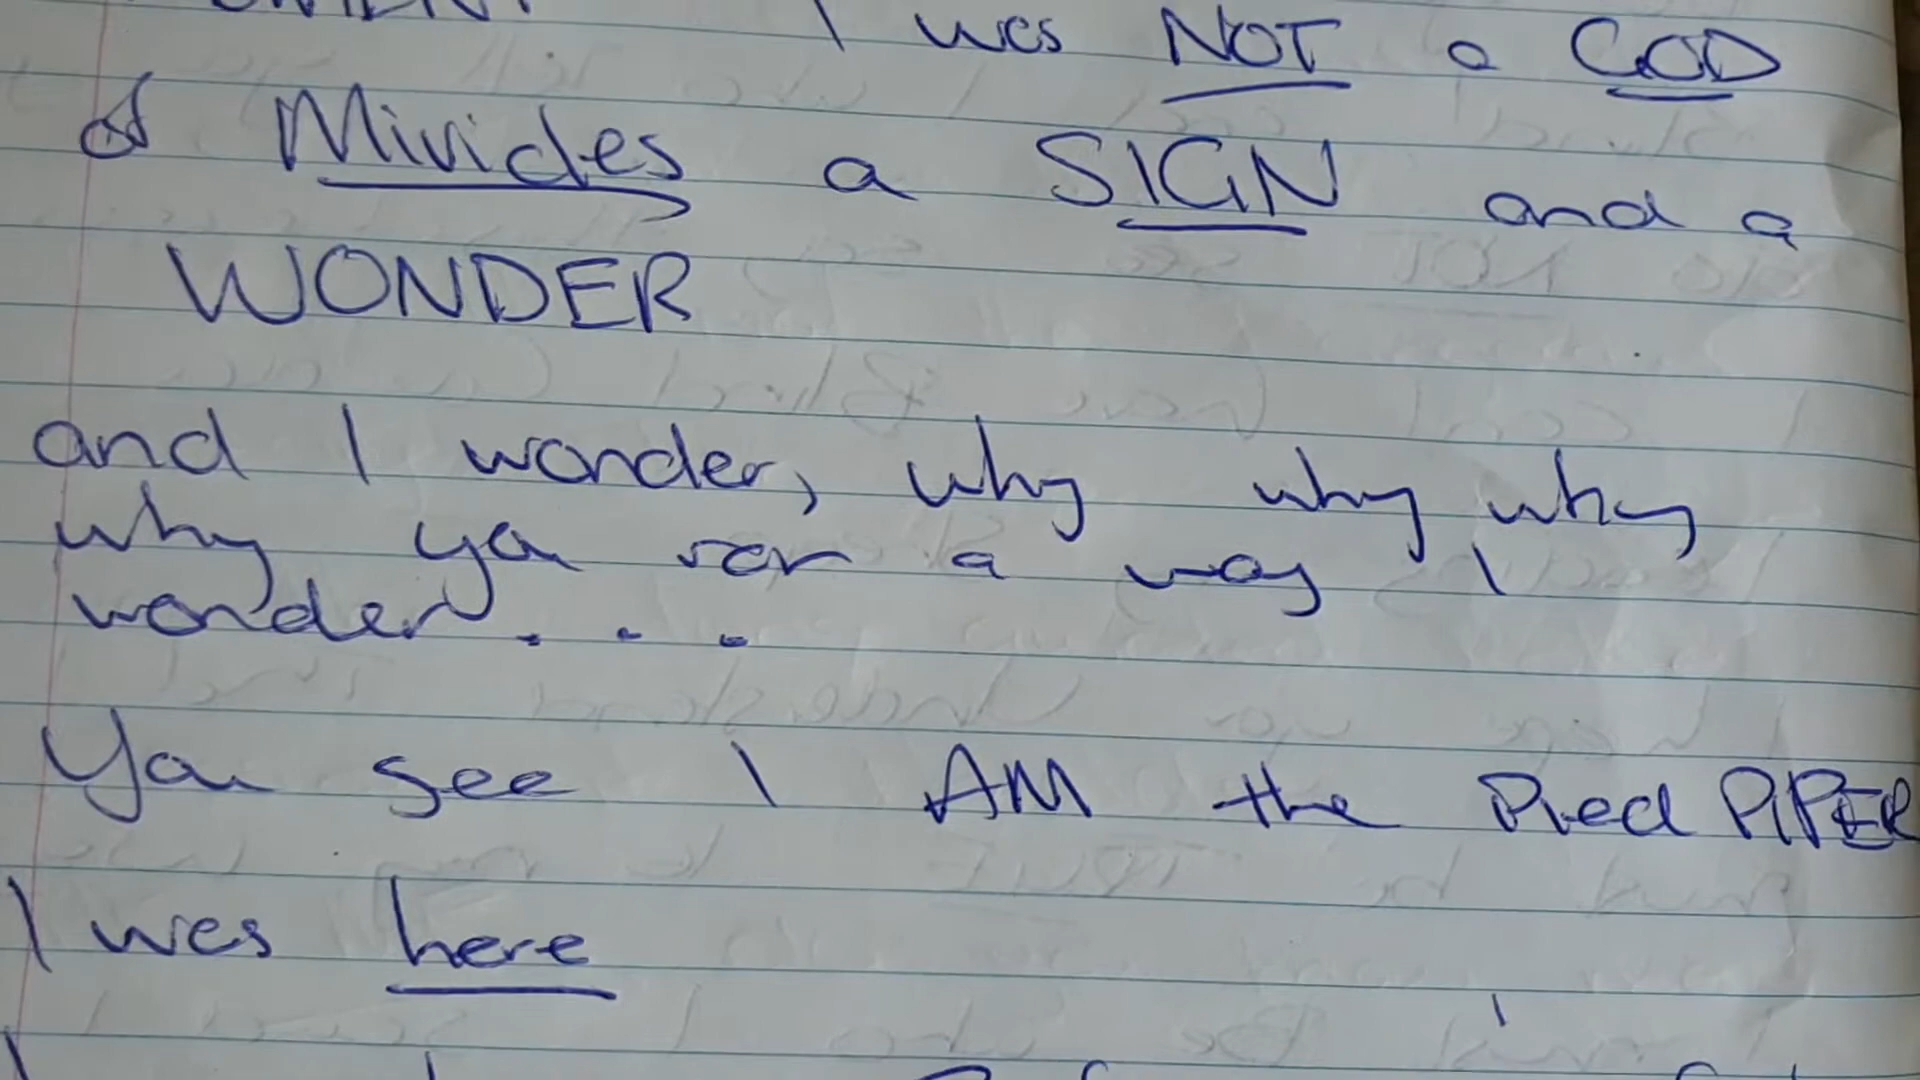 I was NOT a GOD
of Miricles a SIGN and a
WONDER
and I wonder, why why why
why you ran a way I
wonder...
You see I AM the Pied PIPER
I was here